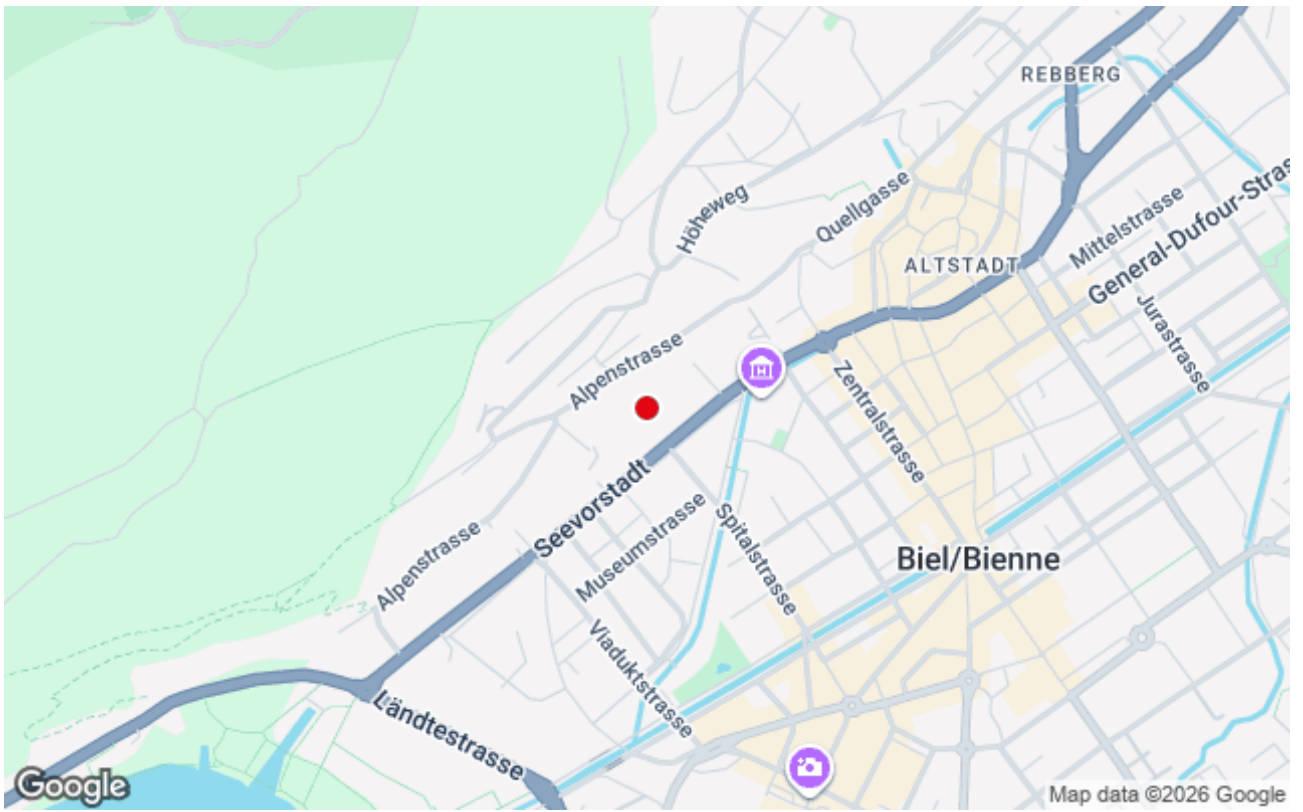 REBBERG
Höheweg
Quellgasse
Mittelstrasse
General-Dufour-Stras
ALTSTADT
Jurastrasse
Alpenstrasse
Zentralstrasse
Seevorstadt
Museumstrasse
Spitalstrasse
Biel/Bienne
Alpenstrasse
Viaduktstrasse
Ländtestrasse
Google
Map data ©2026 Google